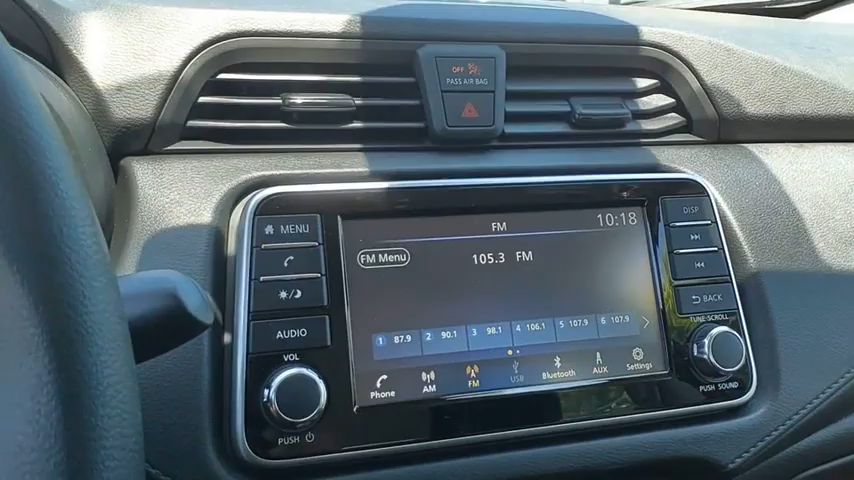 OFF
PASS AIR BAG
MENU
AUDIO
VOL
PUSH
FM
10:18
FM Menu
105.3 FM
1 87.9
2 90.1
3 98.1
4 106.1
5 107.9
6 107.9
Phone
AM
FM
USB
Bluetooth
AUX
Settings
DISP
BACK
TUNE·SCROLL
PUSH SOUND